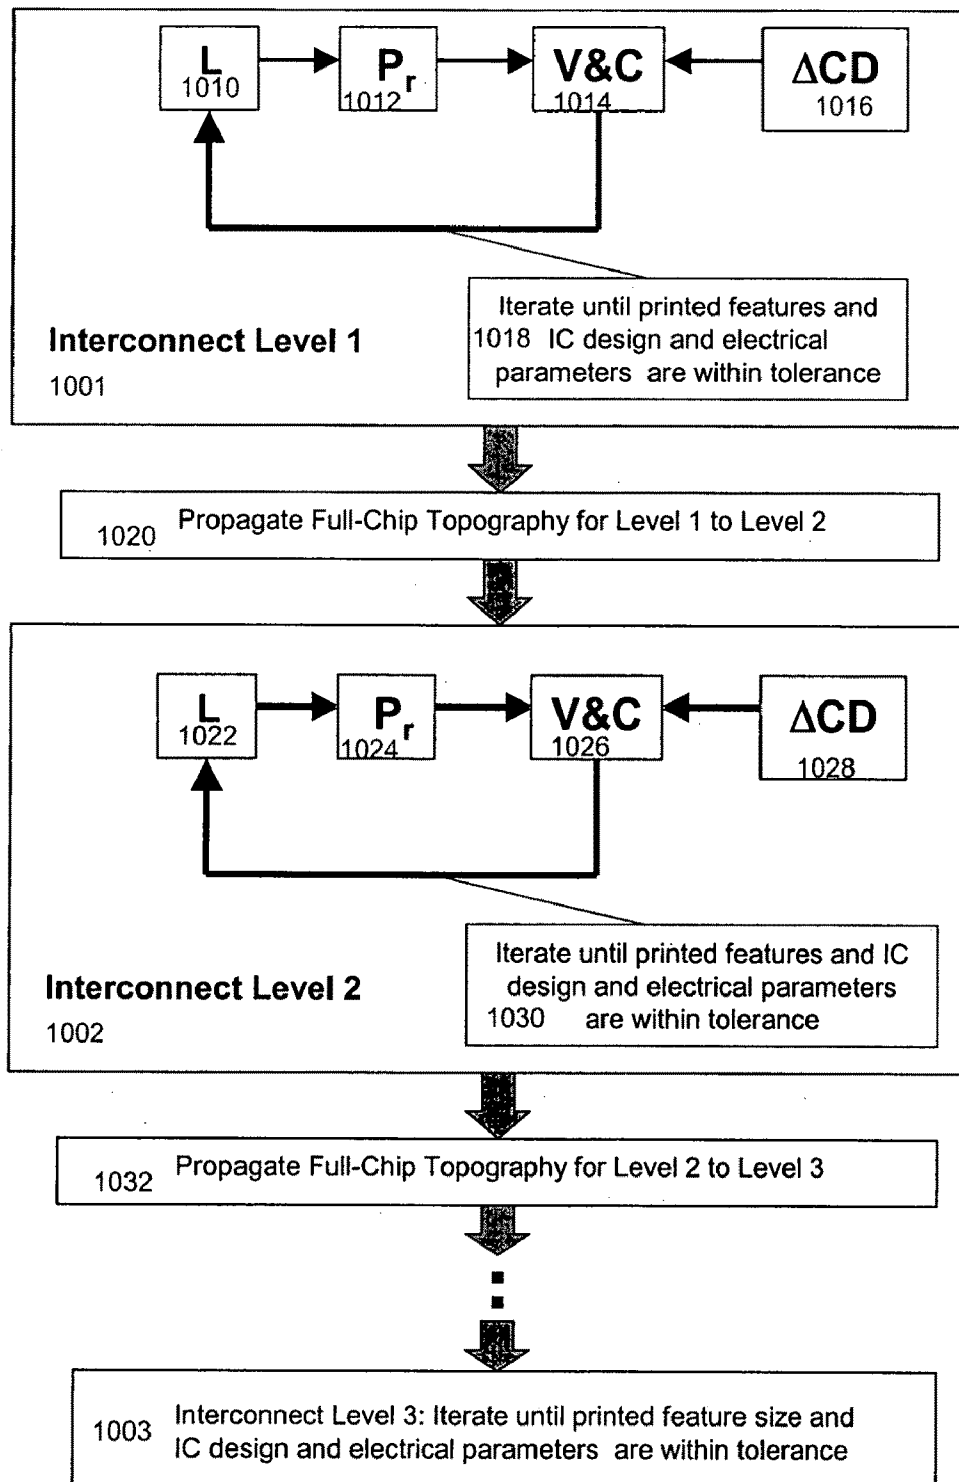 L
1010
Pr
1012
V&C
1014
ΔCD
1016
Iterate until printed features and
1018 IC design and electrical
parameters are within tolerance
Interconnect Level 1
1001
1020 Propagate Full-Chip Topography for Level 1 to Level 2
L
1022
Pr
1024
V&C
1026
ΔCD
1028
Iterate until printed features and IC
design and electrical parameters
1030 are within tolerance
Interconnect Level 2
1002
1032 Propagate Full-Chip Topography for Level 2 to Level 3
1003 Interconnect Level 3: Iterate until printed feature size and
IC design and electrical parameters are within tolerance